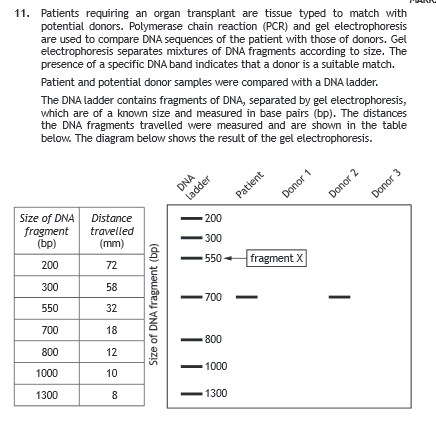 11. Patients requiring an organ transplant are tissue typed to match with
potential donors. Polymerase chain reaction (PCR) and gel electrophoresis
are used to compare DNA sequences of the patient with those of donors. Gel
electrophoresis separates mixtures of DNA fragments according to size. The
presence of a specific DNA band indicates that a donor is a suitable match.
Patient and potential donor samples were compared with a DNA ladder.
The DNA ladder contains fragments of DNA, separated by gel electrophoresis,
which are of a known size and measured in base pairs (bp). The distances
the DNA fragments travelled were measured and are shown in the table
below. The diagram below shows the result of the gel electrophoresis.
Size of DNA fragment (bp) Distance travelled (mm)
200 72
300 58
550 32
700 18
800 12
1000 10
1300 8
Size of DNA fragment (bp)
DNA ladder
Patient
Donor 1
Donor 2
Donor 3
200
300
550 fragment X
700
800
1000
1300